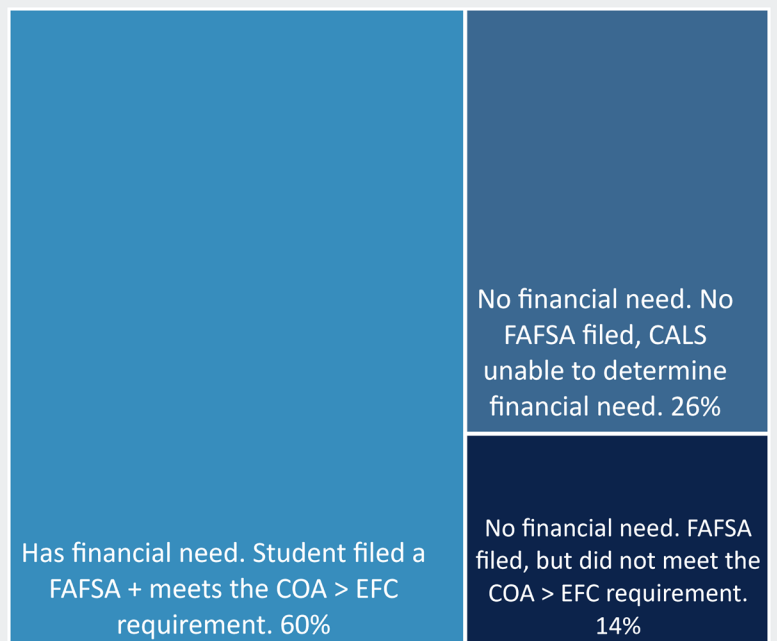 Has financial need. Student filed a
FAFSA + meets the COA > EFC
requirement. 60%
No financial need. No
FAFSA filed, CALS
unable to determine
financial need. 26%
No financial need. FAFSA
filed, but did not meet the
COA > EFC requirement.
14%